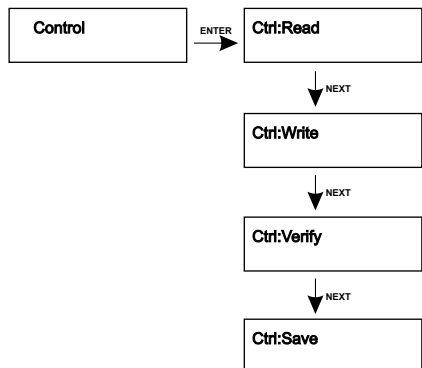 Control
ENTER
Ctrl:Read
NEXT
Ctrl:Write
NEXT
Ctrl:Verify
NEXT
Ctrl:Save